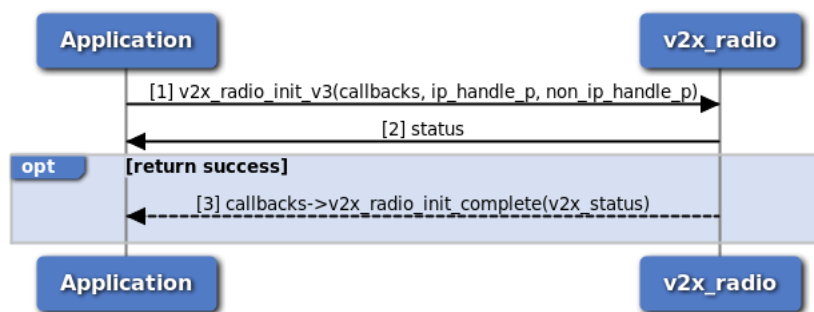 Application v2x_radio
[1] v2x_radio_init_v3(callbacks, ip_handle_p, non_ip_handle_p)
[2] status
opt [return success]
[3] callbacks->v2x_radio_init_complete(v2x_status)
Application v2x_radio